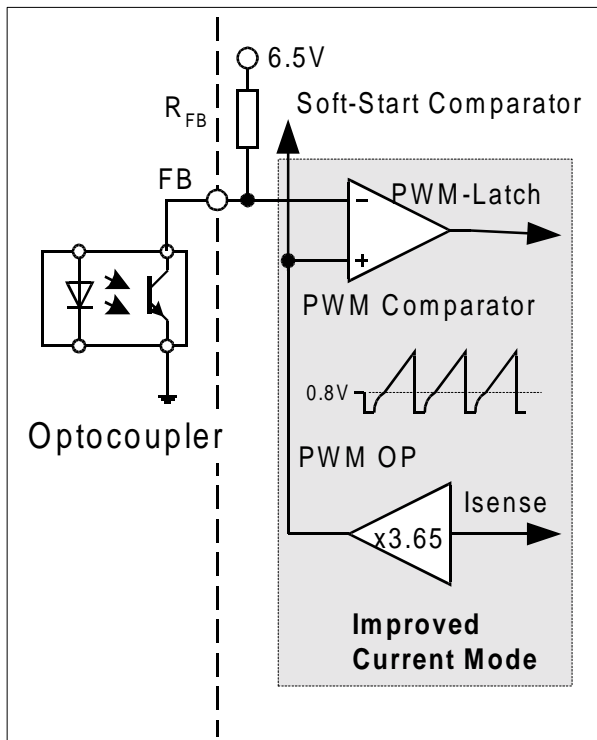 6.5V
R FB
Soft-Start Comparator
FB
PWM-Latch
PWM Comparator
0.8V
Optocoupler
PWM OP
Isense
x3.65
Improved
Current Mode